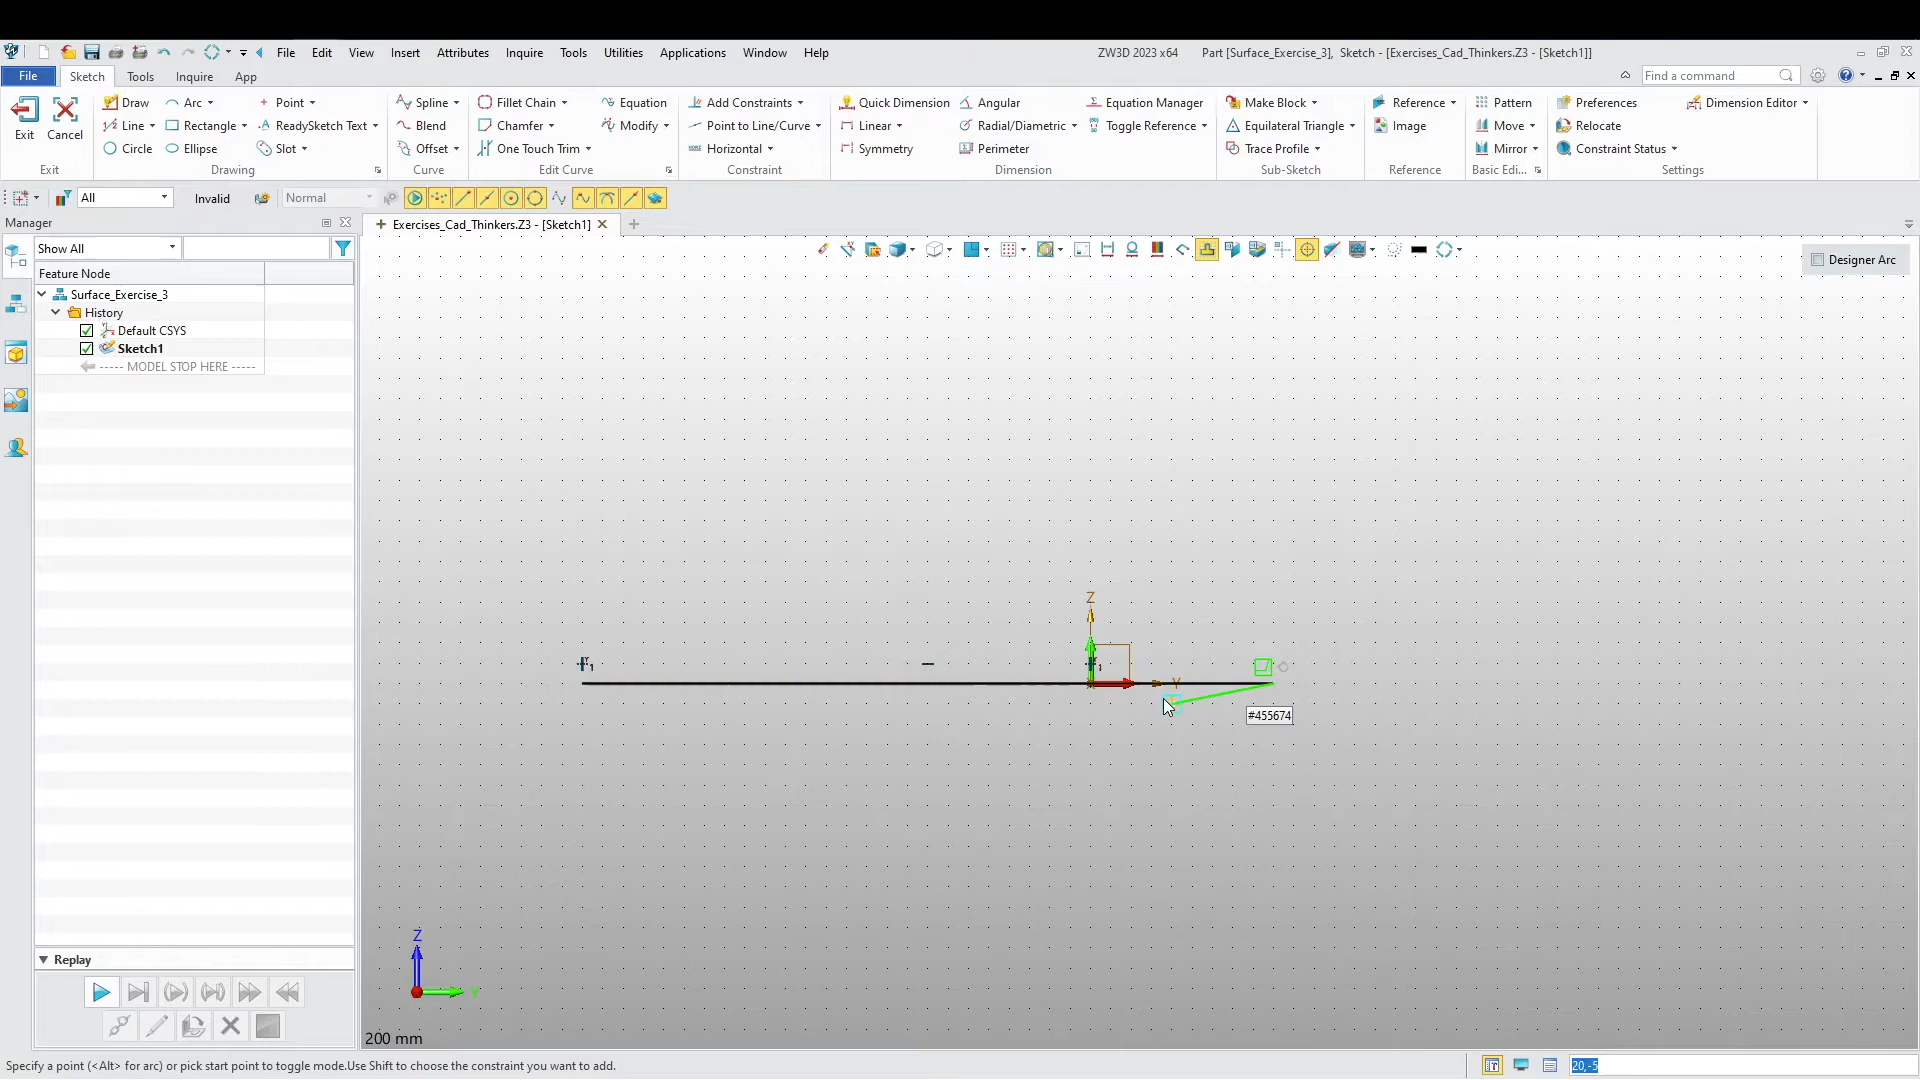 File Edit View Insert Attributes Inquire Tools Utilities Applications Window Help ZW3D 2023 x64 Part [Surface_Exercise_3], Sketch - [Exercises_Cad_Thinkers.Z3 - [Sketch1]]
File Sketch Tools Inquire App Find a command
Draw Arc Point Spline Fillet Chain Equation Add Constraints Quick Dimension Angular Equation Manager Make Block Reference Pattern Preferences Dimension Editor
Line Rectangle ReadySketch Text Blend Chamfer Modify Point to Line/Curve Linear Radial/Diametric Toggle Reference Equilateral Triangle Image Move Relocate
Exit Cancel Circle Ellipse Slot Offset One Touch Trim Horizontal Symmetry Perimeter Trace Profile Mirror Constraint Status
Exit Drawing Curve Edit Curve Constraint Dimension Sub-Sketch Reference Basic Edi... Settings
All Invalid Normal
Manager Exercises_Cad_Thinkers.Z3 - [Sketch1]
Show All
Designer Arc
Feature Node
Surface_Exercise_3
History
Default CSYS
Sketch1
----- MODEL STOP HERE -----
Z
1 1
Y
#455674
Z
Y
Replay
200 mm
Specify a point (<Alt> for arc) or pick start point to toggle mode.Use Shift to choose the constraint you want to add. 20,-5